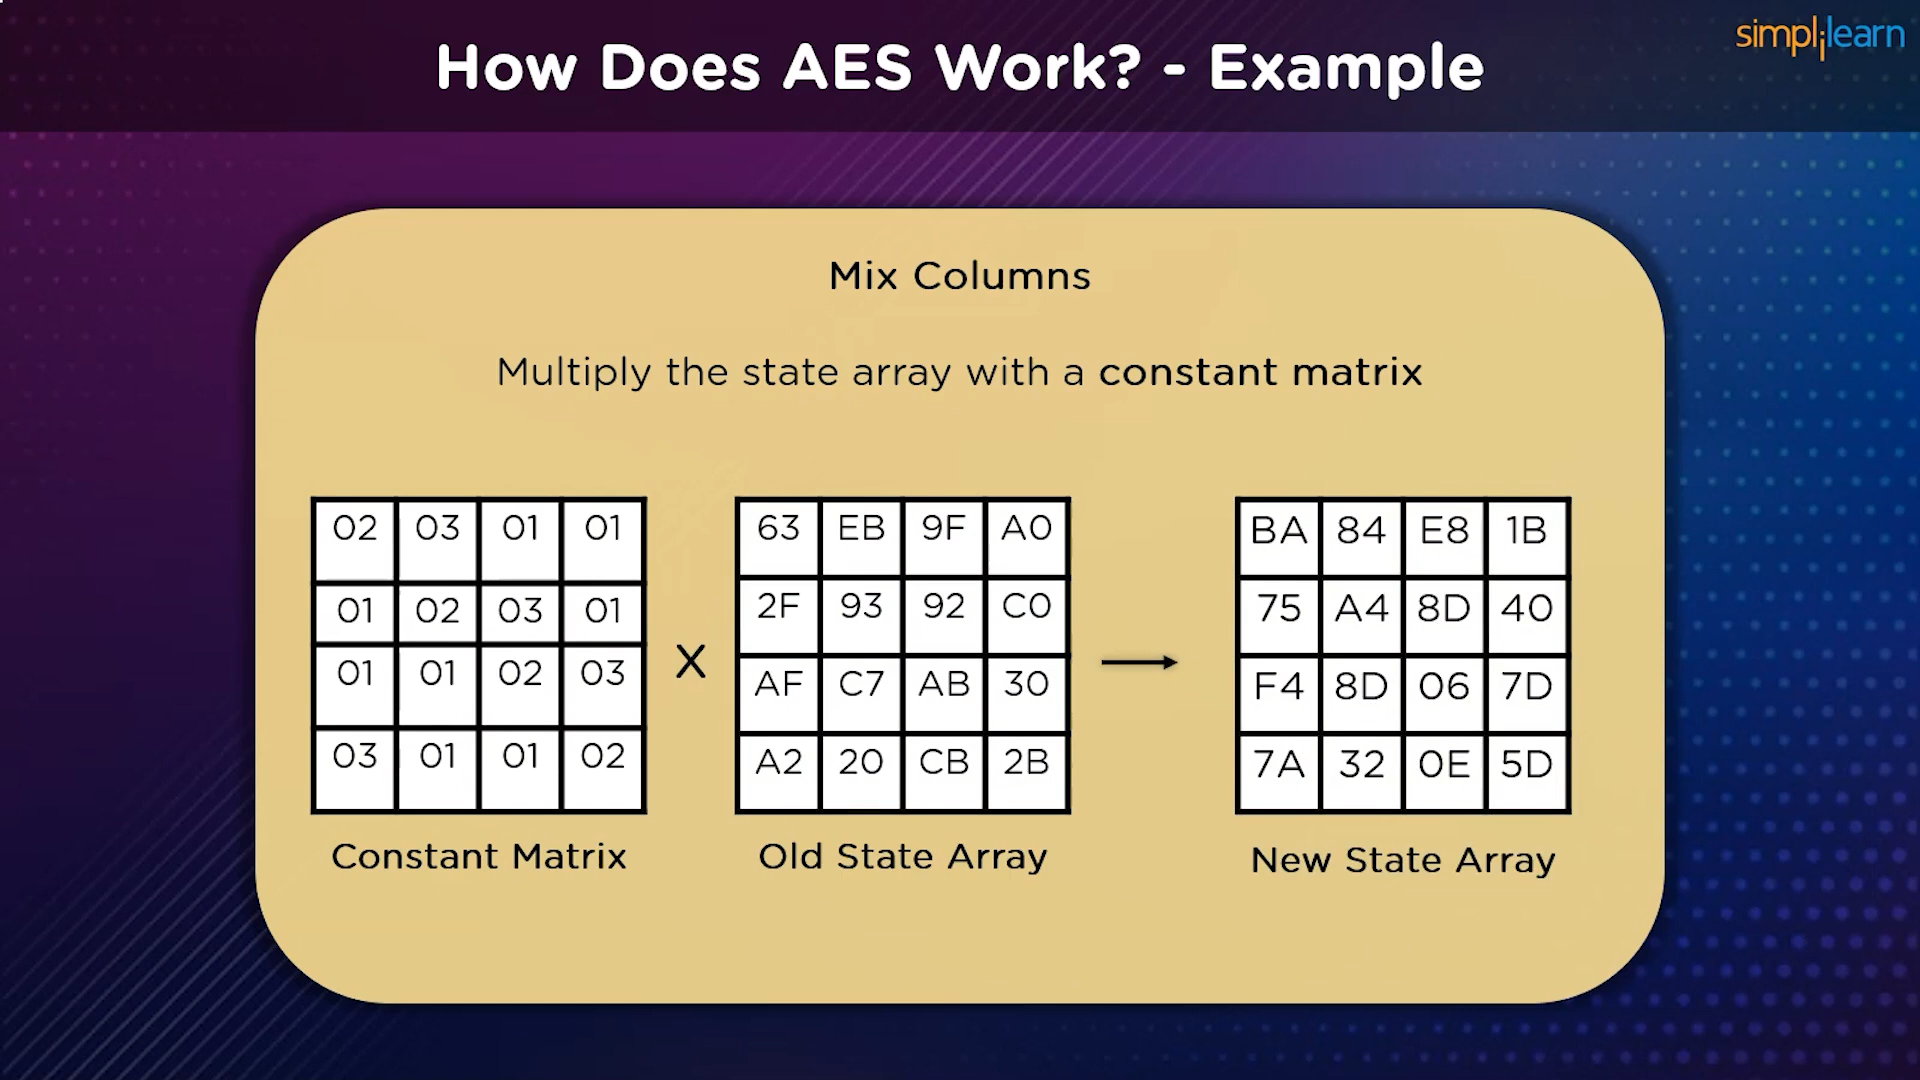 simplilearn
How Does AES Work? - Example
Mix Columns
Multiply the state array with a constant matrix
02 03 01 01
01 02 03 01
01 01 02 03
03 01 01 02
Constant Matrix
X
63 EB 9F A0
2F 93 92 C0
AF C7 AB 30
A2 20 CB 2B
Old State Array
BA 84 E8 1B
75 A4 8D 40
F4 8D 06 7D
7A 32 0E 5D
New State Array